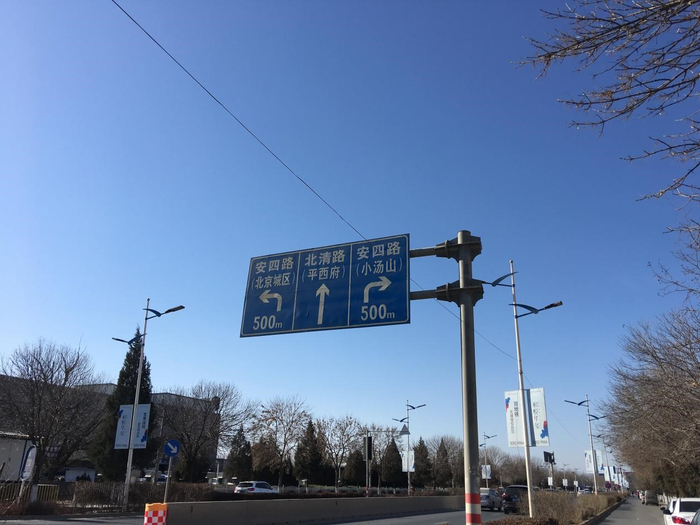 安四路
(北京城区)
500m
北清路
(平西府)
安四路
(小汤山)
500m